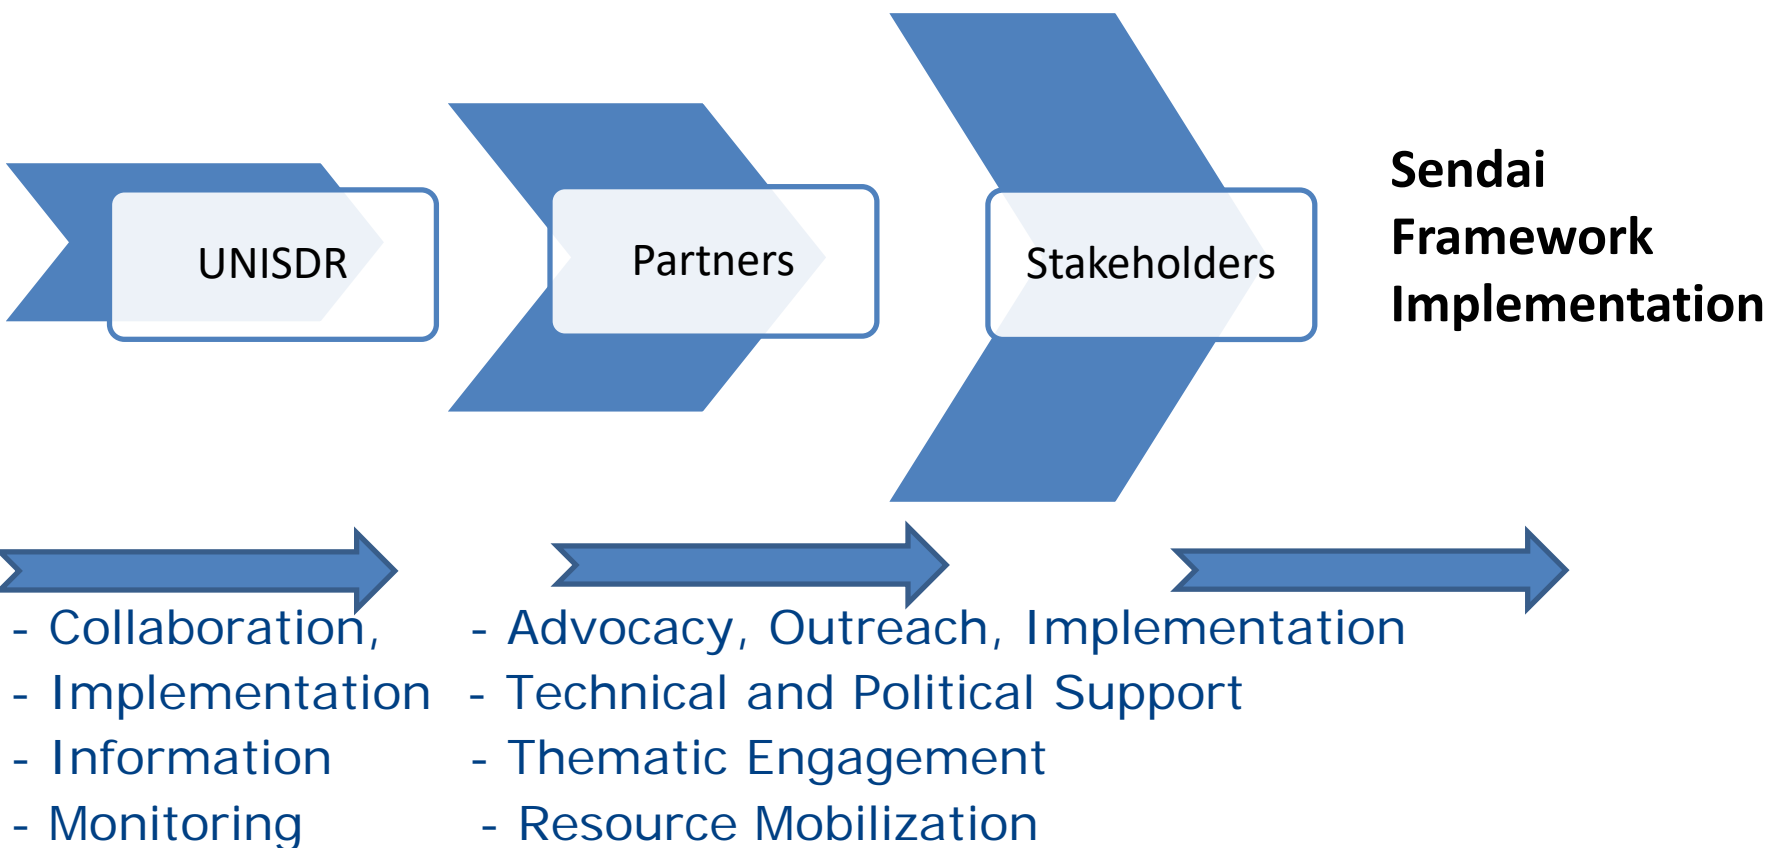 UNISDR
Partners
Stakeholders
Sendai
Framework
Implementation
- Collaboration,
- Implementation
- Information
- Monitoring
- Advocacy, Outreach, Implementation
- Technical and Political Support
- Thematic Engagement
- Resource Mobilization